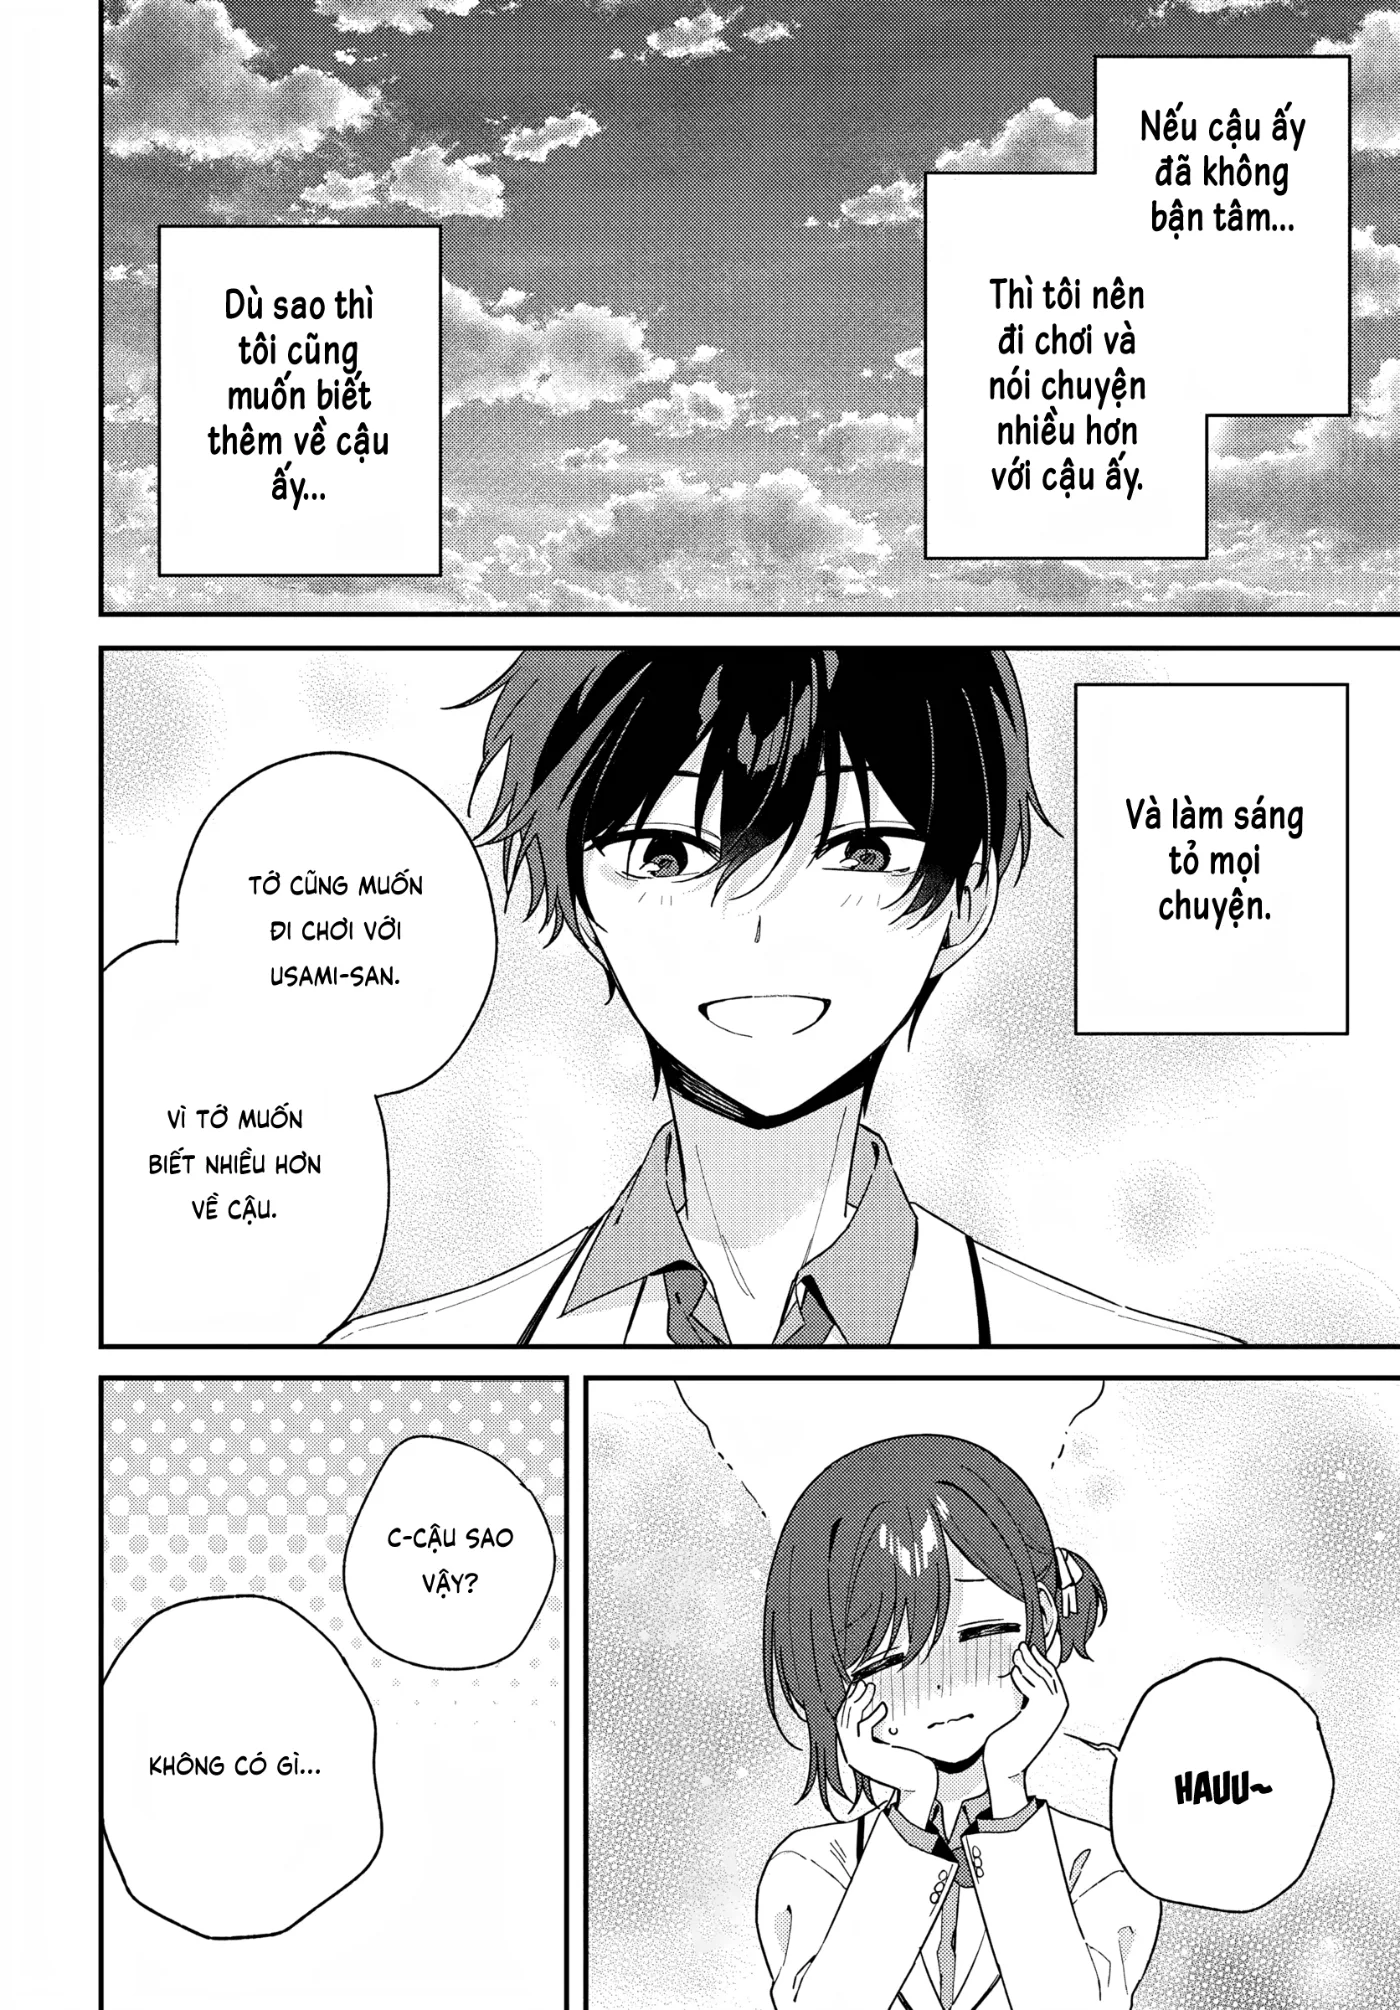 Nếu cậu ấy
đã không
bận tâm...
Thì tôi nên
đi chơi và
nói chuyện
nhiều hơn
với cậu ấy.
Dù sao thì
tôi cũng
muốn biết
thêm về cậu
ấy...
Và làm sáng
tỏ mọi
chuyện.
TỚ CŨNG MUỐN
ĐI CHƠI VỚI
USAMI-SAN.
VÌ TỚ MUỐN
BIẾT NHIỀU HƠN
VỀ CẬU.
HAUU~
C-CẬU SAO
VẬY?
KHÔNG CÓ GÌ...